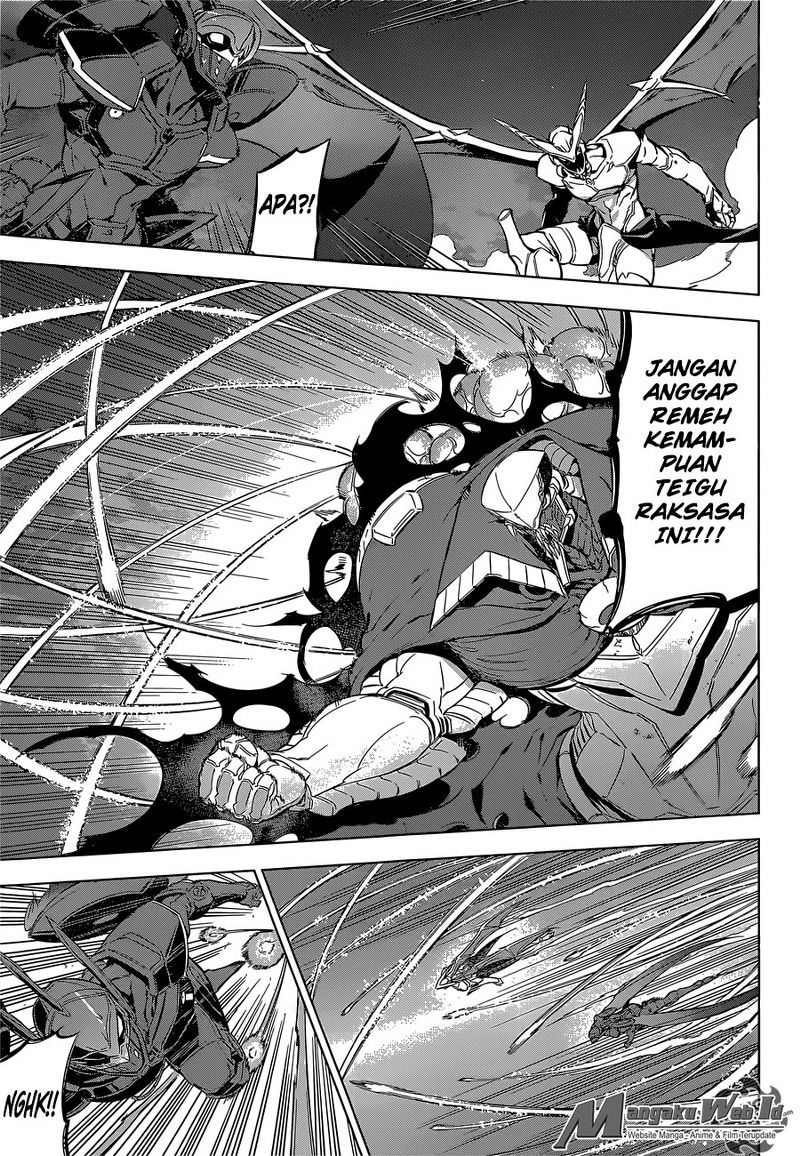 APA?!
JANGAN
ANGGAP
REMEH
KEMAM-
PUAN
TEIGU
RAKSASA
INI!!!
NGHK!!
Mangaku.Web.Id
Website Manga - Anime & Film Terupdate